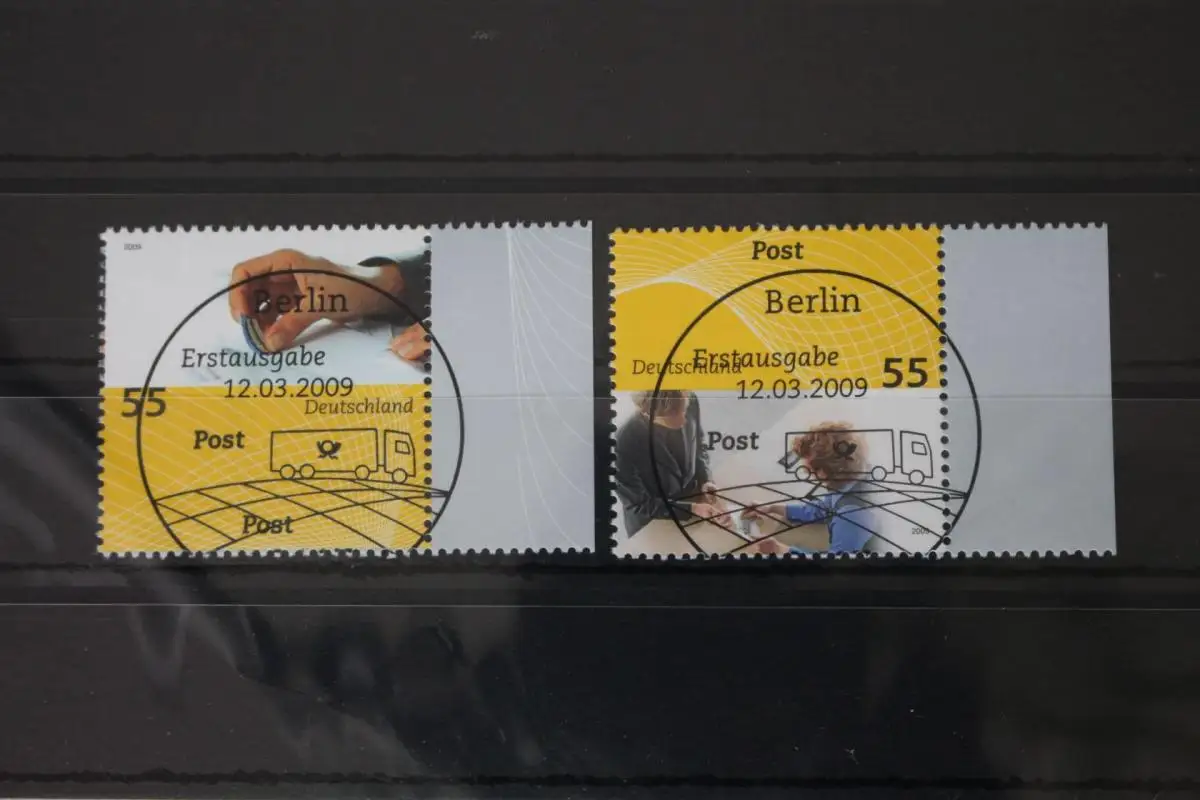 2009
Berlin
Erstausgabe
12.03.2009
55
Deutschland
Post
Post
Post
Berlin
Erstausgabe
Deutschland
55
12.03.2009
Post
2009